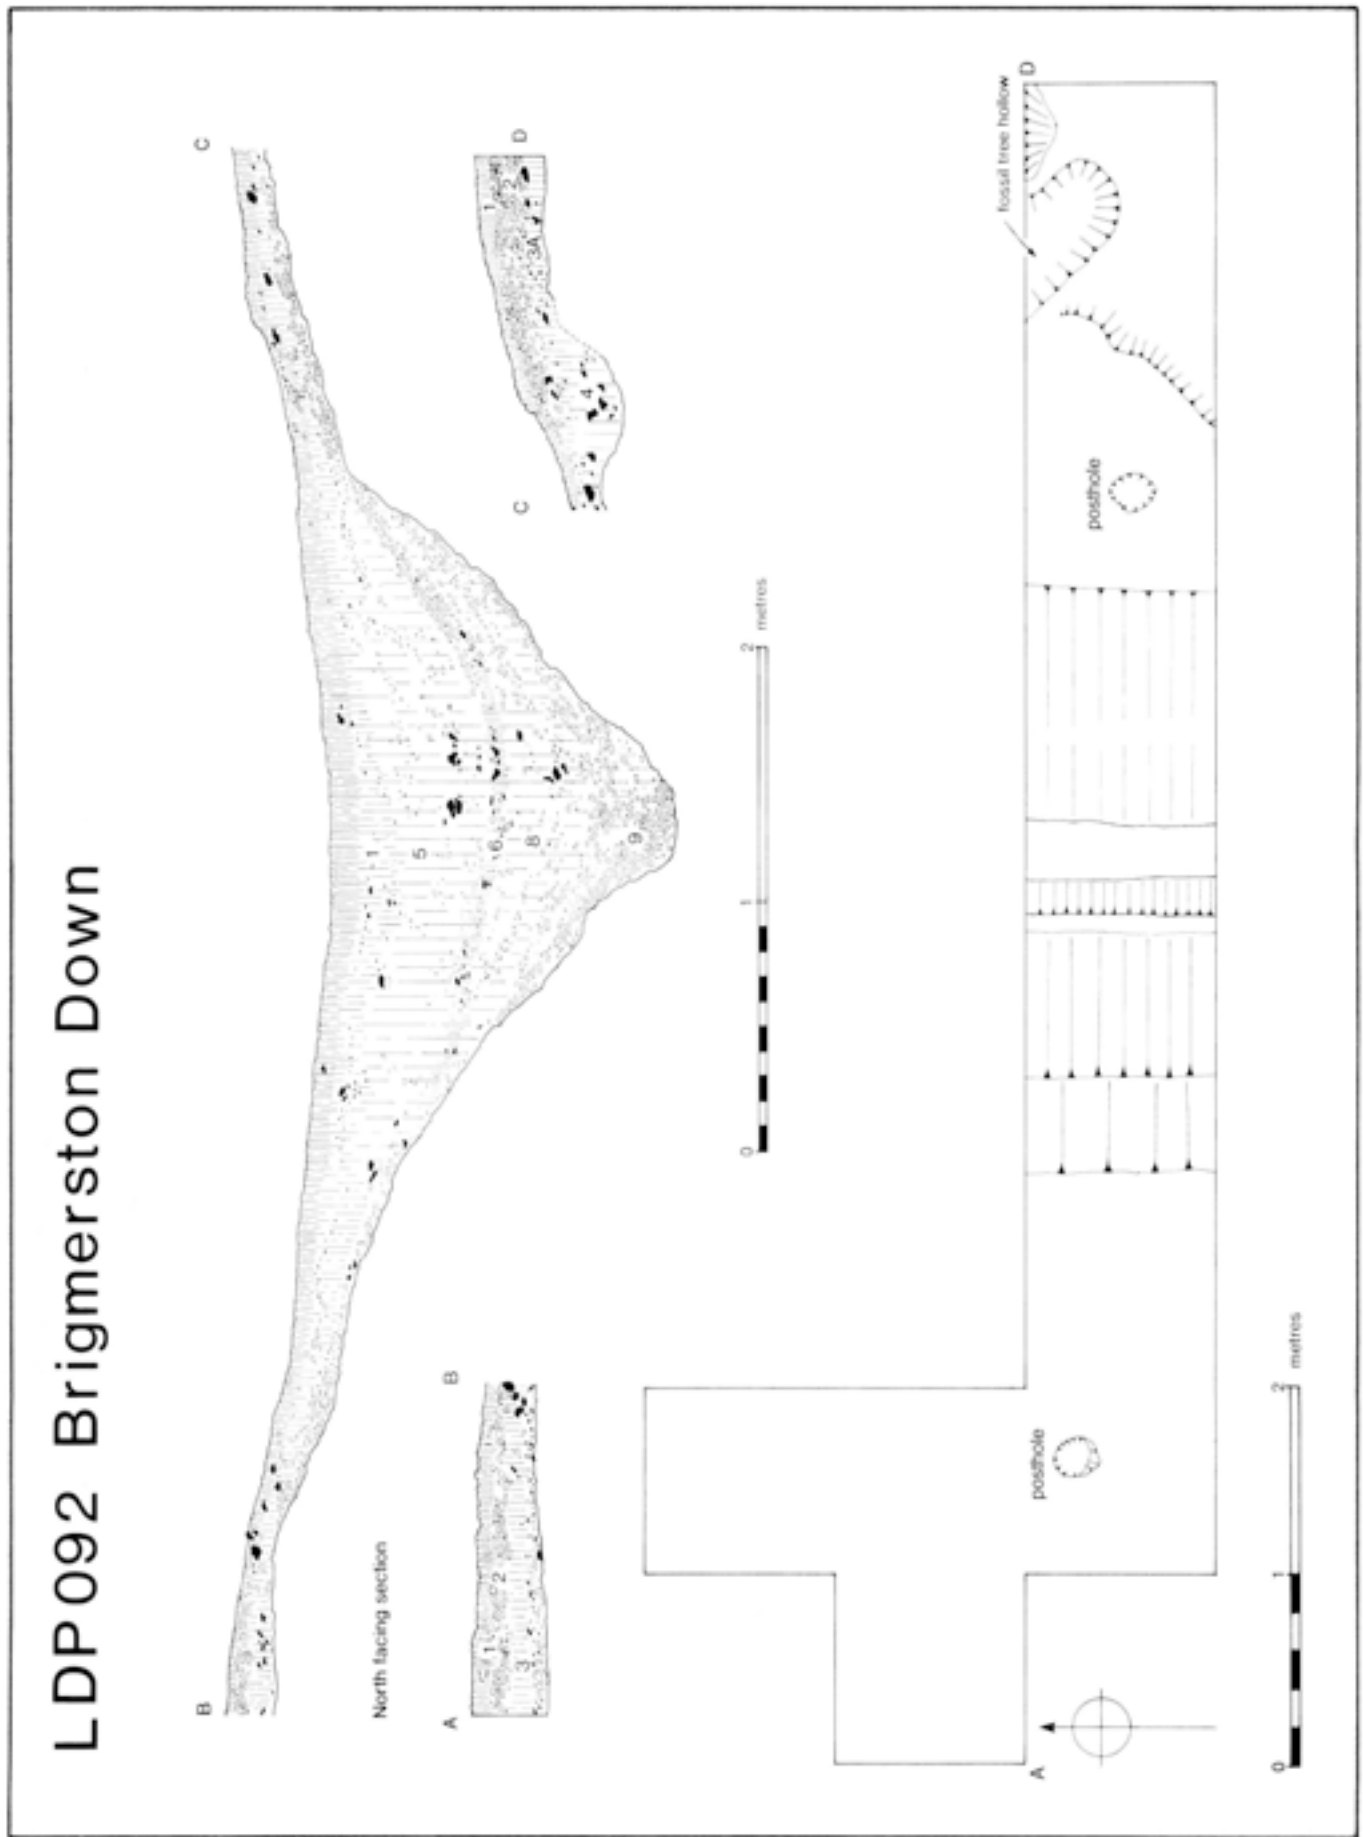 LDP092 Brigmerston Down
B
C
1
5
6
8
9
North facing section
A
B
1
2
3
C
D
1
2
3A
4
0
1
2
metres
posthole
posthole
fossil tree hollow
A
D
0
1
2
metres